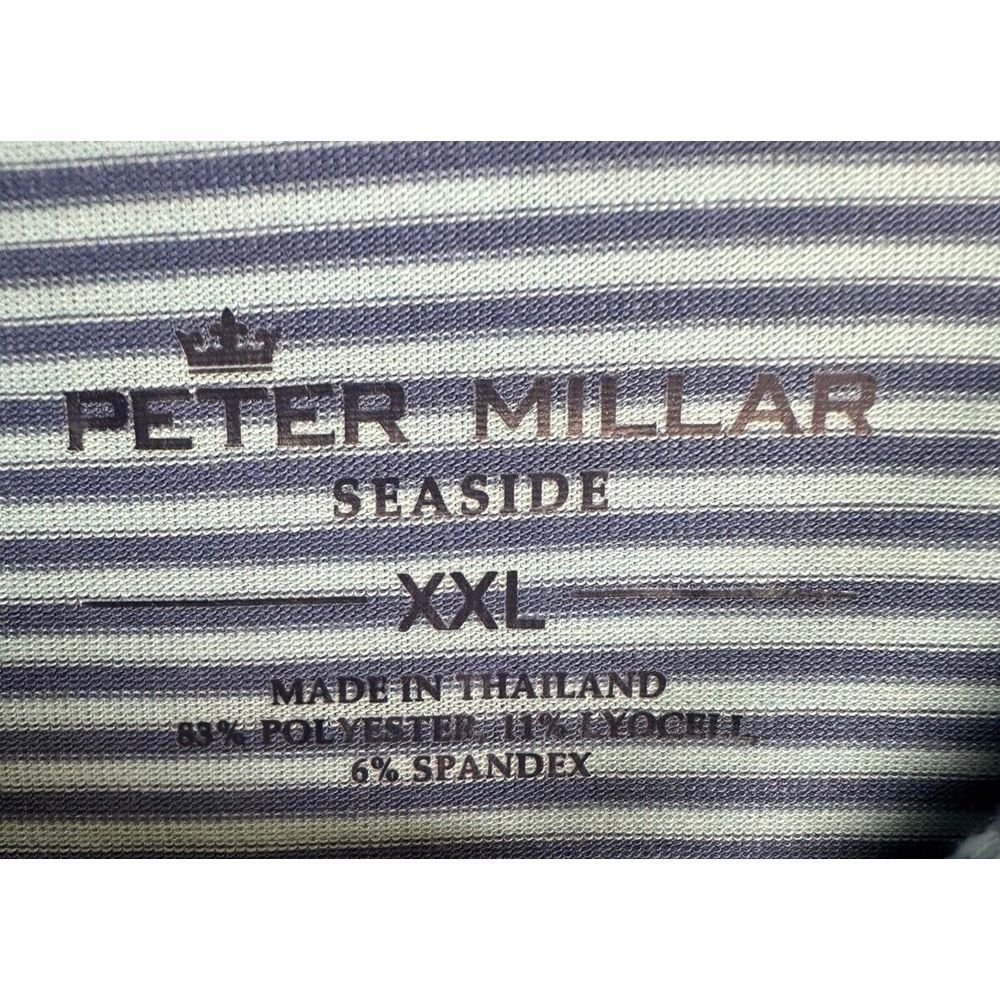 PETER MILLAR
SEASIDE
XXL
MADE IN THAILAND
83% POLYESTER, 11% LYOCELL,
6% SPANDEX